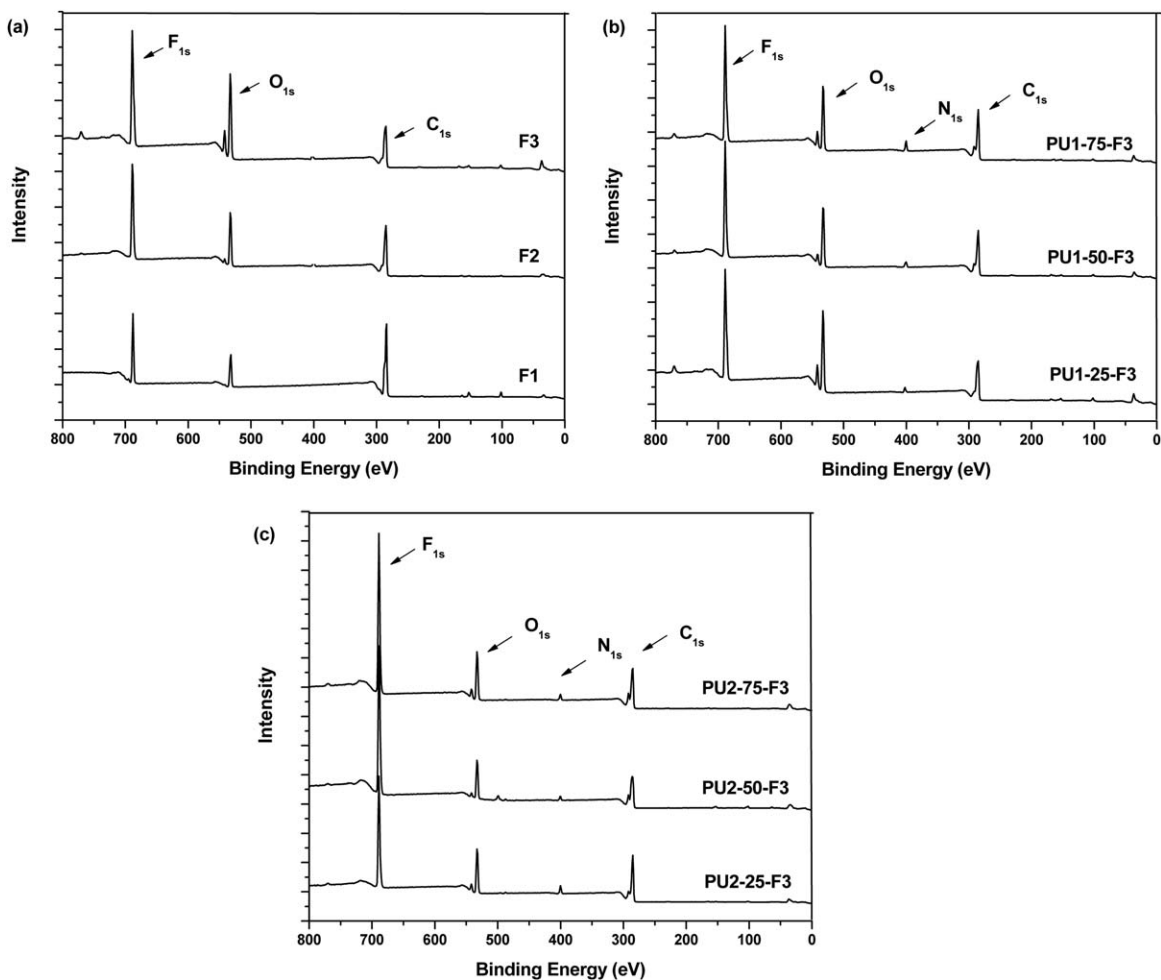 (a)
F1s
O1s
C1s
F3
F2
F1
Intensity
800 700 600 500 400 300 200 100 0
Binding Energy (eV)
(b)
F1s
O1s
N1s
C1s
PU1-75-F3
PU1-50-F3
PU1-25-F3
Intensity
800 700 600 500 400 300 200 100 0
Binding Energy (eV)
(c)
F1s
O1s
N1s
C1s
PU2-75-F3
PU2-50-F3
PU2-25-F3
Intensity
800 700 600 500 400 300 200 100 0
Binding Energy (eV)